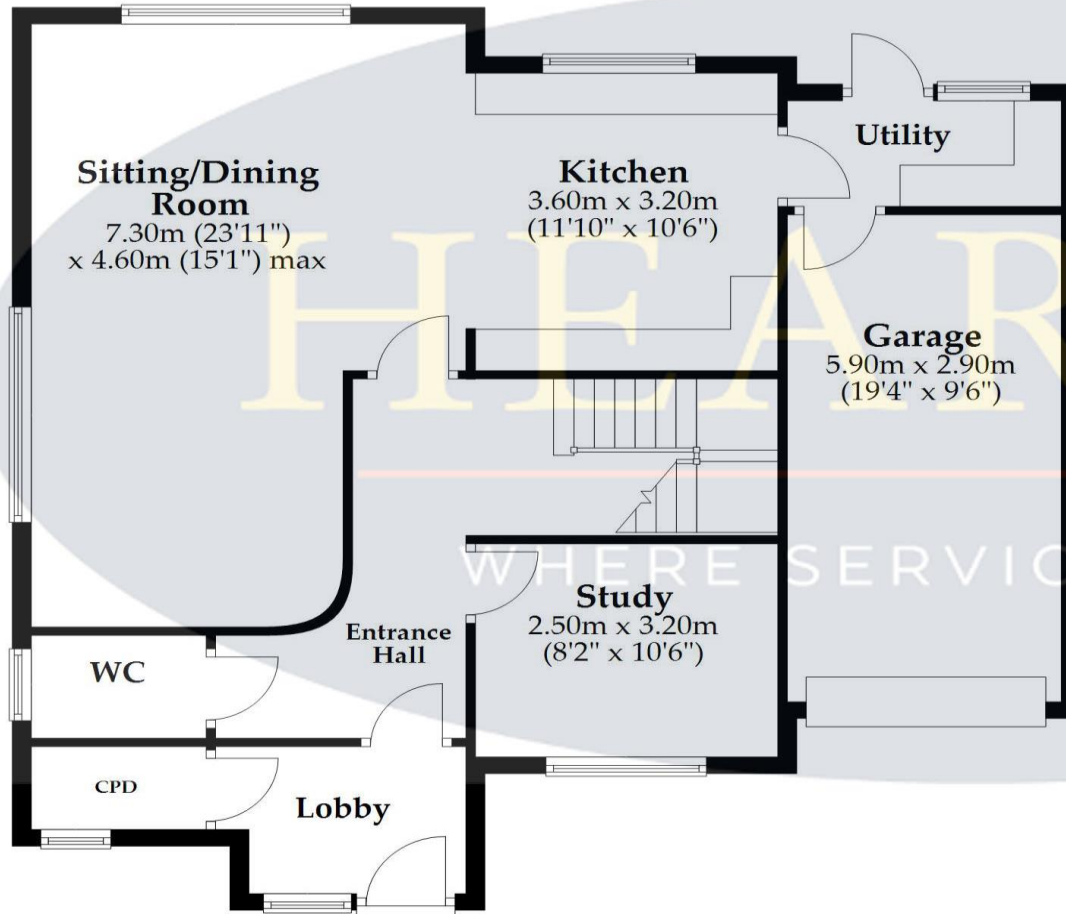 Sitting/Dining
Room
7.30m (23'11")
x 4.60m (15'1") max
Kitchen
3.60m x 3.20m
(11'10" x 10'6")
Utility
Garage
5.90m x 2.90m
(19'4" x 9'6")
Study
2.50m x 3.20m
(8'2" x 10'6")
Entrance
Hall
WC
CPD
Lobby
HEAR
WHERE SERVIC